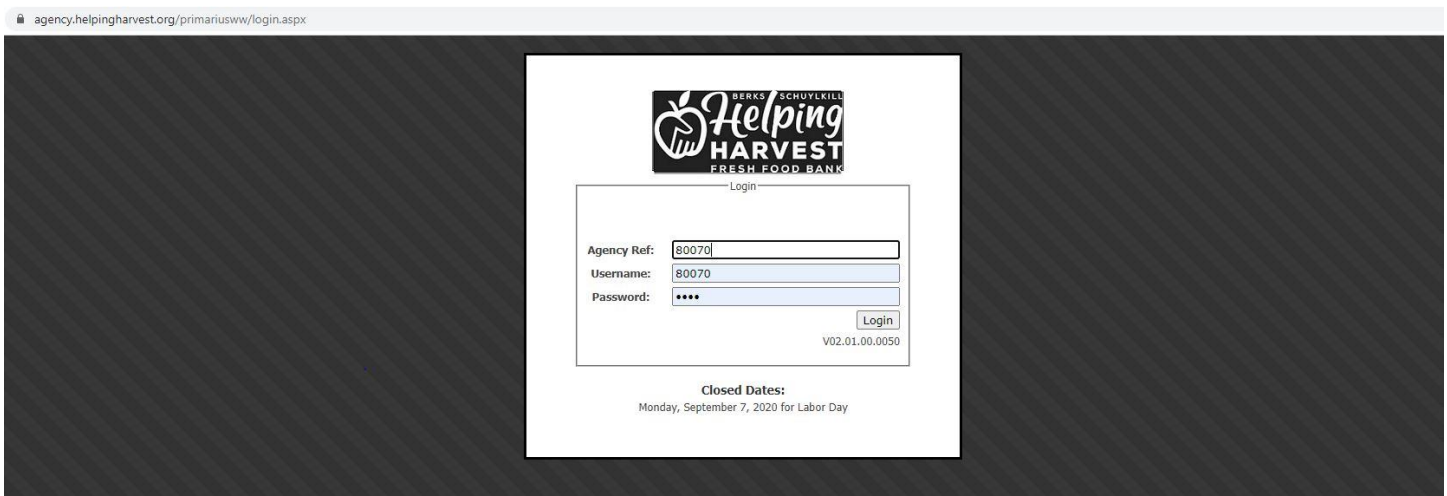 agency.helpingharvest.org/primariusww/login.aspx
BERKS SCHUYLKILL
Helping
HARVEST
FRESH FOOD BANK
Login
Agency Ref: 80070
Username: 80070
Password: ••••
Login
V02.01.00.0050
Closed Dates:
Monday, September 7, 2020 for Labor Day